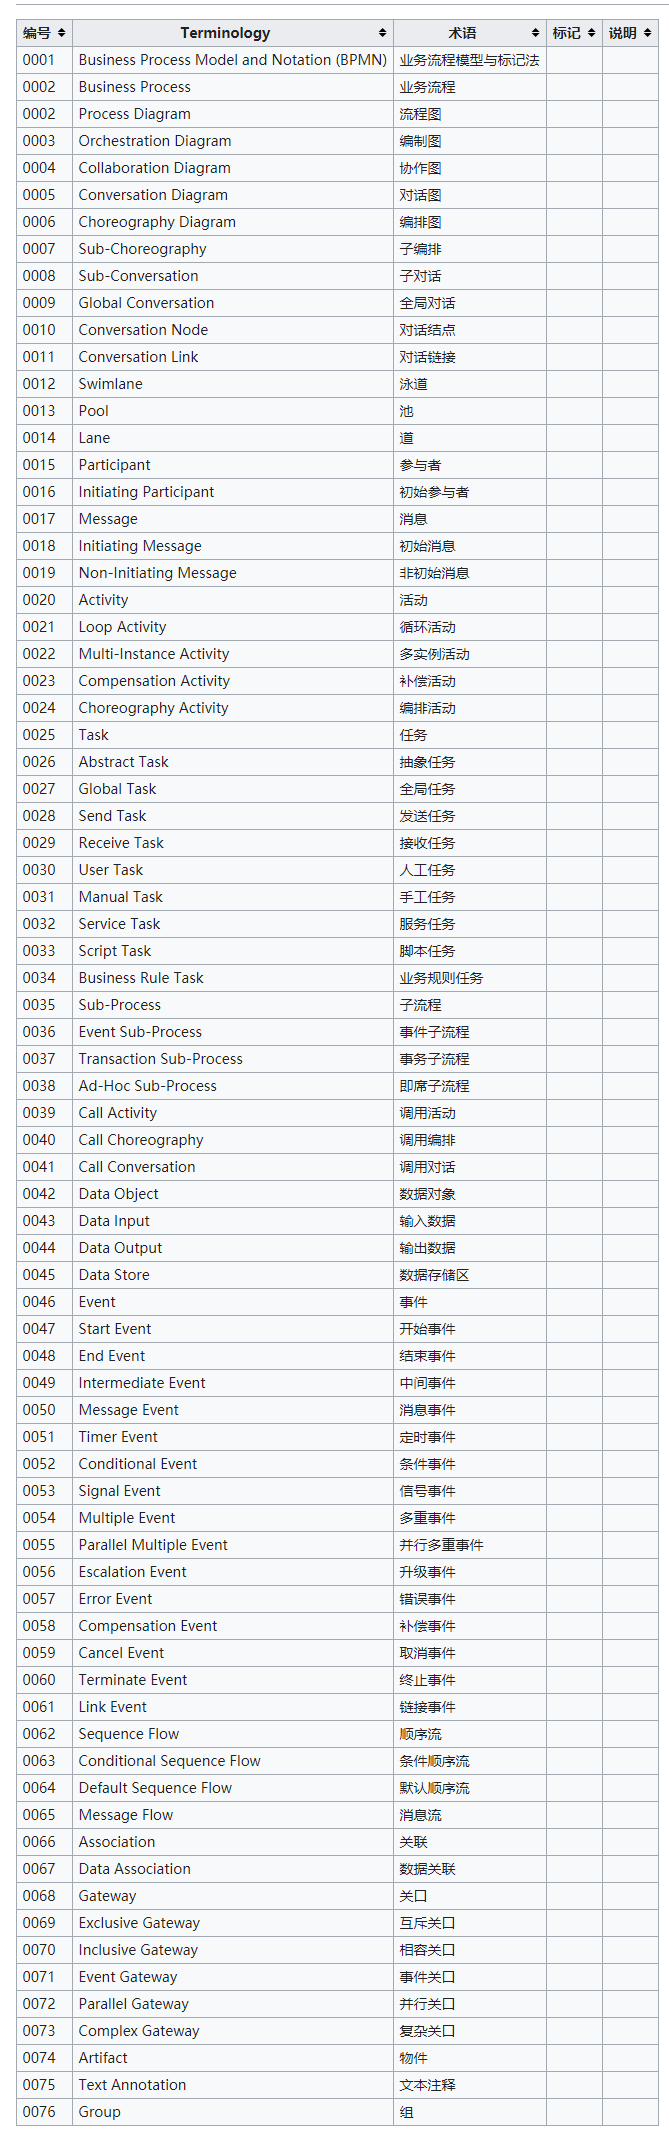 编号 Terminology 术语 标记 说明
0001 Business Process Model and Notation (BPMN) 业务流程模型与标记法
0002 Business Process 业务流程
0002 Process Diagram 流程图
0003 Orchestration Diagram 编制图
0004 Collaboration Diagram 协作图
0005 Conversation Diagram 对话图
0006 Choreography Diagram 编排图
0007 Sub-Choreography 子编排
0008 Sub-Conversation 子对话
0009 Global Conversation 全局对话
0010 Conversation Node 对话结点
0011 Conversation Link 对话链接
0012 Swimlane 泳道
0013 Pool 池
0014 Lane 道
0015 Participant 参与者
0016 Initiating Participant 初始参与者
0017 Message 消息
0018 Initiating Message 初始消息
0019 Non-Initiating Message 非初始消息
0020 Activity 活动
0021 Loop Activity 循环活动
0022 Multi-Instance Activity 多实例活动
0023 Compensation Activity 补偿活动
0024 Choreography Activity 编排活动
0025 Task 任务
0026 Abstract Task 抽象任务
0027 Global Task 全局任务
0028 Send Task 发送任务
0029 Receive Task 接收任务
0030 User Task 人工任务
0031 Manual Task 手工任务
0032 Service Task 服务任务
0033 Script Task 脚本任务
0034 Business Rule Task 业务规则任务
0035 Sub-Process 子流程
0036 Event Sub-Process 事件子流程
0037 Transaction Sub-Process 事务子流程
0038 Ad-Hoc Sub-Process 即席子流程
0039 Call Activity 调用活动
0040 Call Choreography 调用编排
0041 Call Conversation 调用对话
0042 Data Object 数据对象
0043 Data Input 输入数据
0044 Data Output 输出数据
0045 Data Store 数据存储区
0046 Event 事件
0047 Start Event 开始事件
0048 End Event 结束事件
0049 Intermediate Event 中间事件
0050 Message Event 消息事件
0051 Timer Event 定时事件
0052 Conditional Event 条件事件
0053 Signal Event 信号事件
0054 Multiple Event 多重事件
0055 Parallel Multiple Event 并行多重事件
0056 Escalation Event 升级事件
0057 Error Event 错误事件
0058 Compensation Event 补偿事件
0059 Cancel Event 取消事件
0060 Terminate Event 终止事件
0061 Link Event 链接事件
0062 Sequence Flow 顺序流
0063 Conditional Sequence Flow 条件顺序流
0064 Default Sequence Flow 默认顺序流
0065 Message Flow 消息流
0066 Association 关联
0067 Data Association 数据关联
0068 Gateway 关口
0069 Exclusive Gateway 互斥关口
0070 Inclusive Gateway 相容关口
0071 Event Gateway 事件关口
0072 Parallel Gateway 并行关口
0073 Complex Gateway 复杂关口
0074 Artifact 物件
0075 Text Annotation 文本注释
0076 Group 组